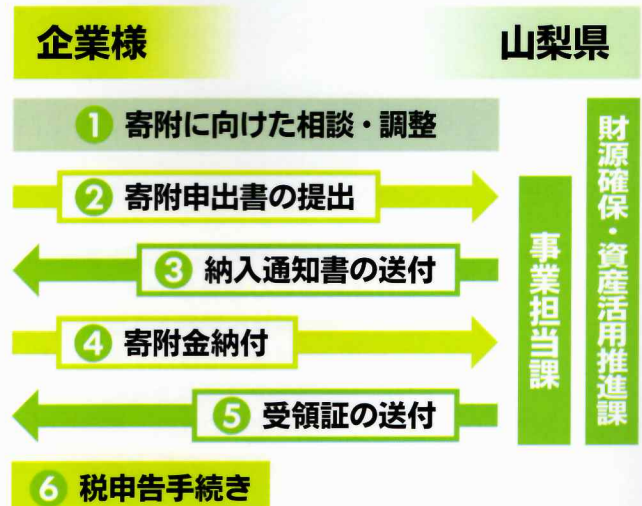 企業様
山梨県
① 寄附に向けた相談・調整
② 寄附申出書の提出
③ 納入通知書の送付
④ 寄附金納付
⑤ 受領証の送付
⑥ 税申告手続き
事業担当課
財源確保・資産活用推進課